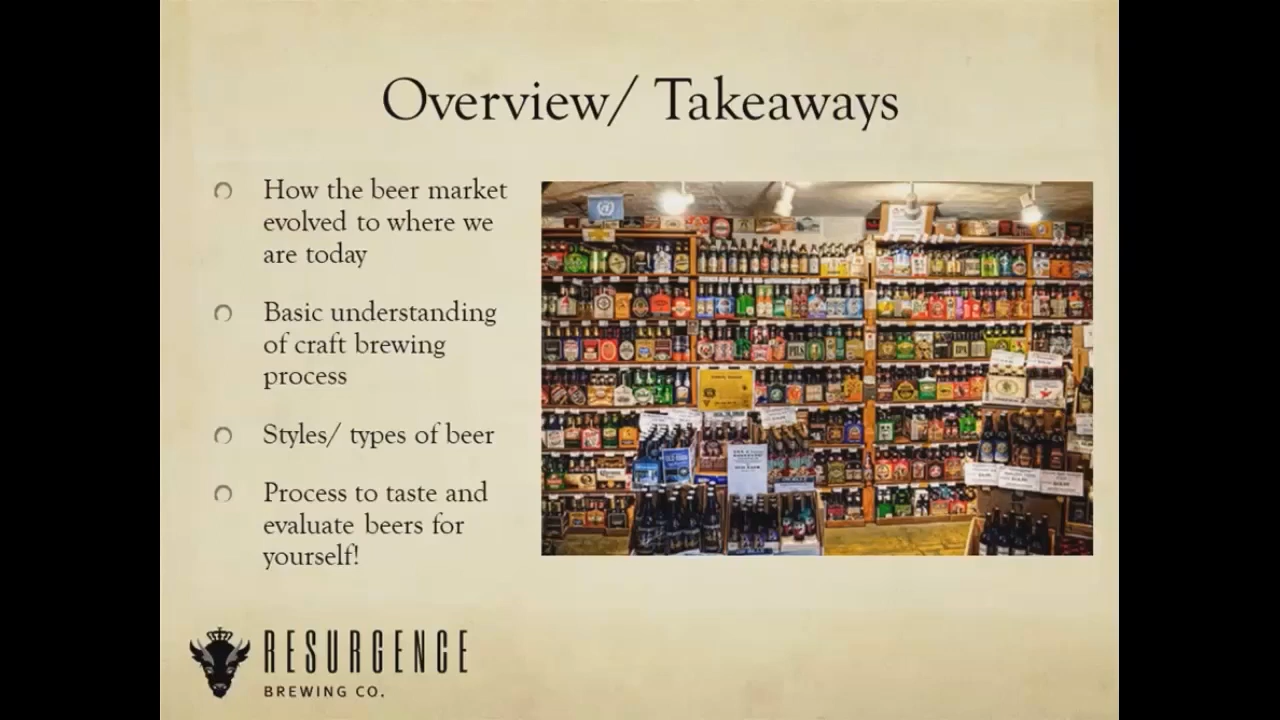 Overview/ Takeaways
How the beer market
evolved to where we
are today
Basic understanding
of craft brewing
process
Styles/ types of beer
Process to taste and
evaluate beers for
yourself!
RESURGENCE
BREWING CO.